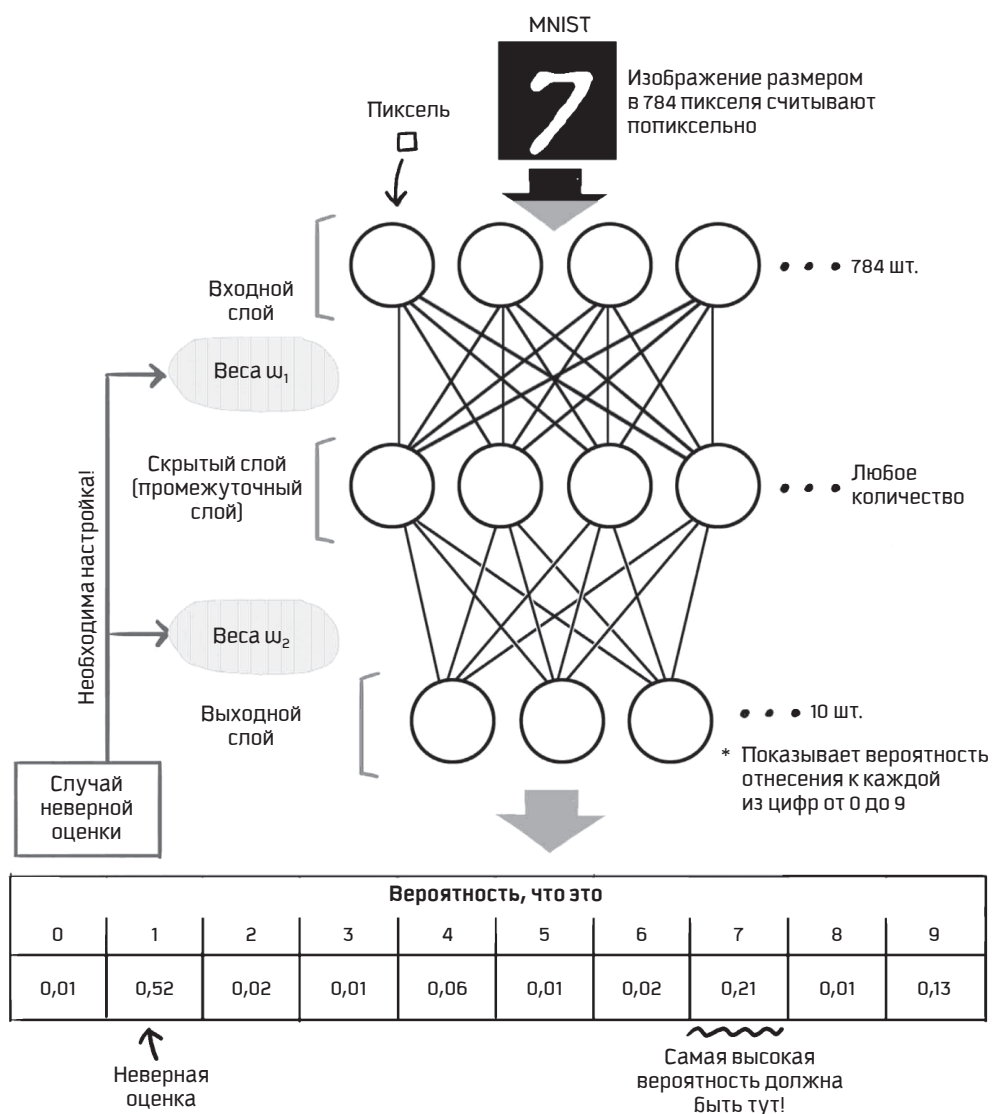 MNIST
Изображение размером
в 784 пикселя считывают
попиксельно
Пиксель
784 шт.
Входной
слой
Веса w₁
Скрытый слой
(промежуточный
слой)
Любое
количество
Необходима настройка!
Веса w₂
Выходной
слой
10 шт.
* Показывает вероятность
отнесения к каждой
из цифр от 0 до 9
Случай
неверной
оценки
Вероятность, что это
0 1 2 3 4 5 6 7 8 9
0,01 0,52 0,02 0,01 0,06 0,01 0,02 0,21 0,01 0,13
Неверная
оценка
Самая высокая
вероятность должна
быть тут!